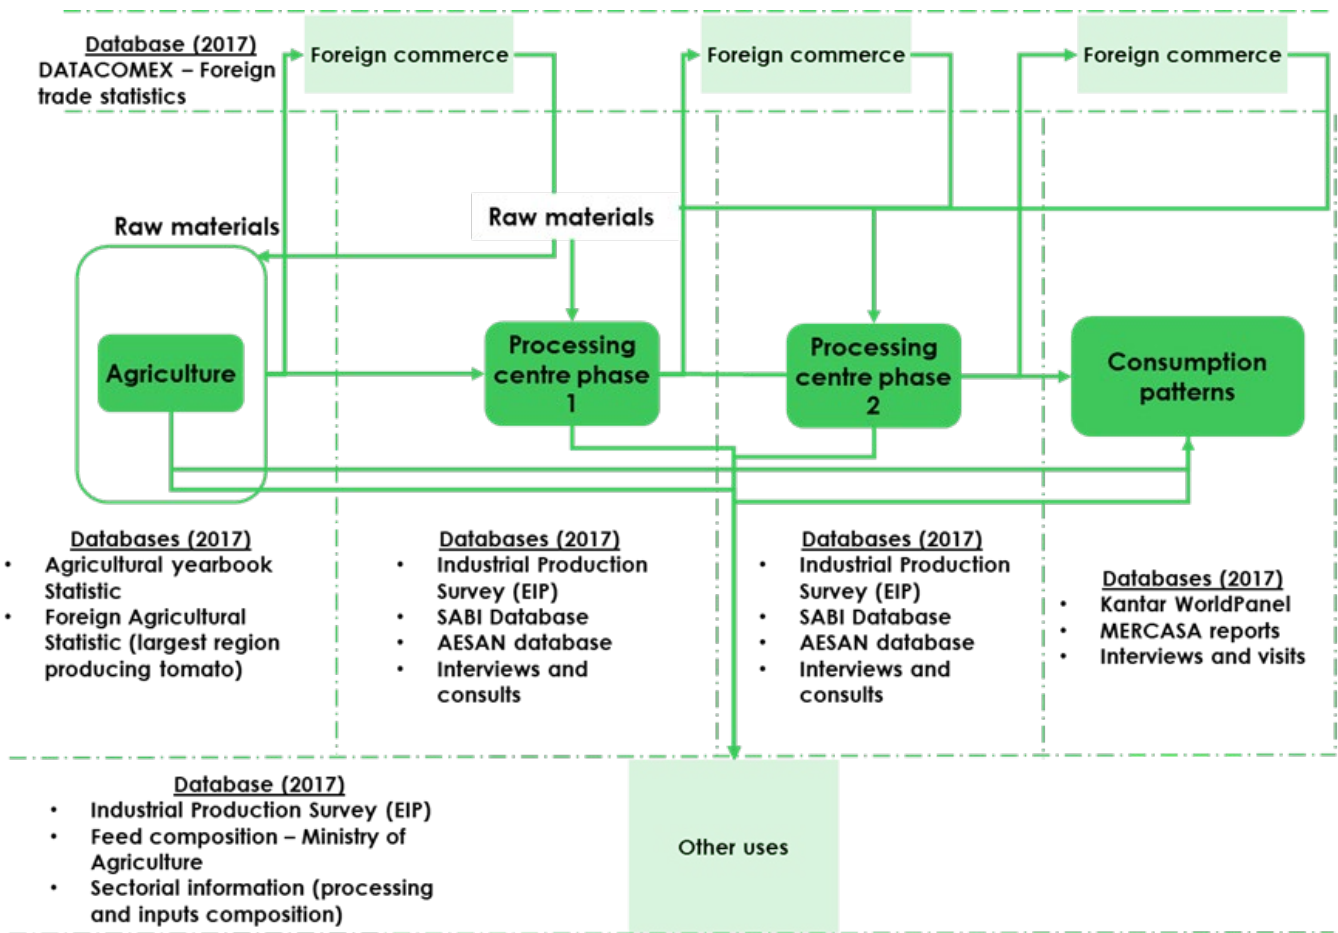 Database (2017)
DATACOMEX – Foreign
trade statistics
Foreign commerce
Foreign commerce
Foreign commerce
Raw materials
Raw materials
Agriculture
Processing
centre phase
1
Processing
centre phase
2
Consumption
patterns
Databases (2017)
• Agricultural yearbook
Statistic
• Foreign Agricultural
Statistic (largest region
producing tomato)
Databases (2017)
• Industrial Production
Survey (EIP)
• SABI Database
• AESAN database
• Interviews and
consults
Databases (2017)
• Industrial Production
Survey (EIP)
• SABI Database
• AESAN database
• Interviews and
consults
Databases (2017)
• Kantar WorldPanel
• MERCASA reports
• Interviews and visits
Database (2017)
• Industrial Production Survey (EIP)
• Feed composition – Ministry of
Agriculture
• Sectorial information (processing
and inputs composition)
Other uses